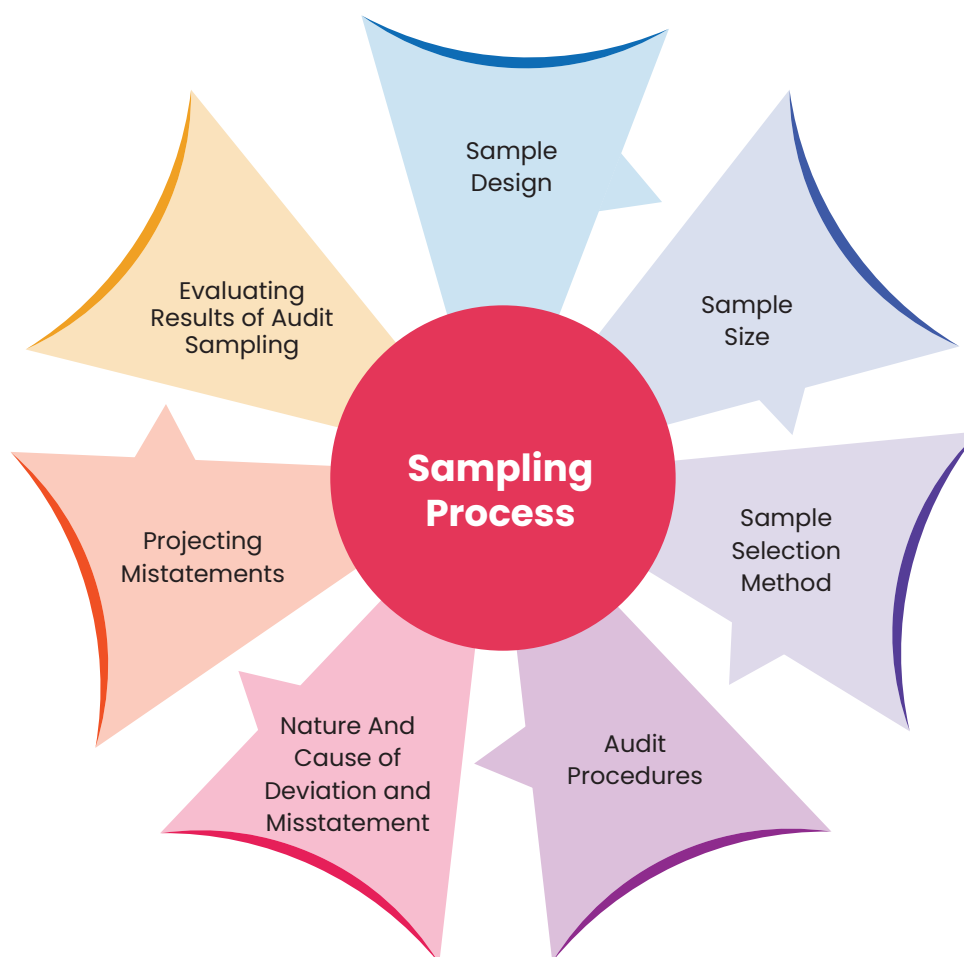 Sample
Design
Sample
Size
Sample
Selection
Method
Audit
Procedures
Nature And
Cause of
Deviation and
Misstatement
Projecting
Mistatements
Evaluating
Results of Audit
Sampling
Sampling
Process